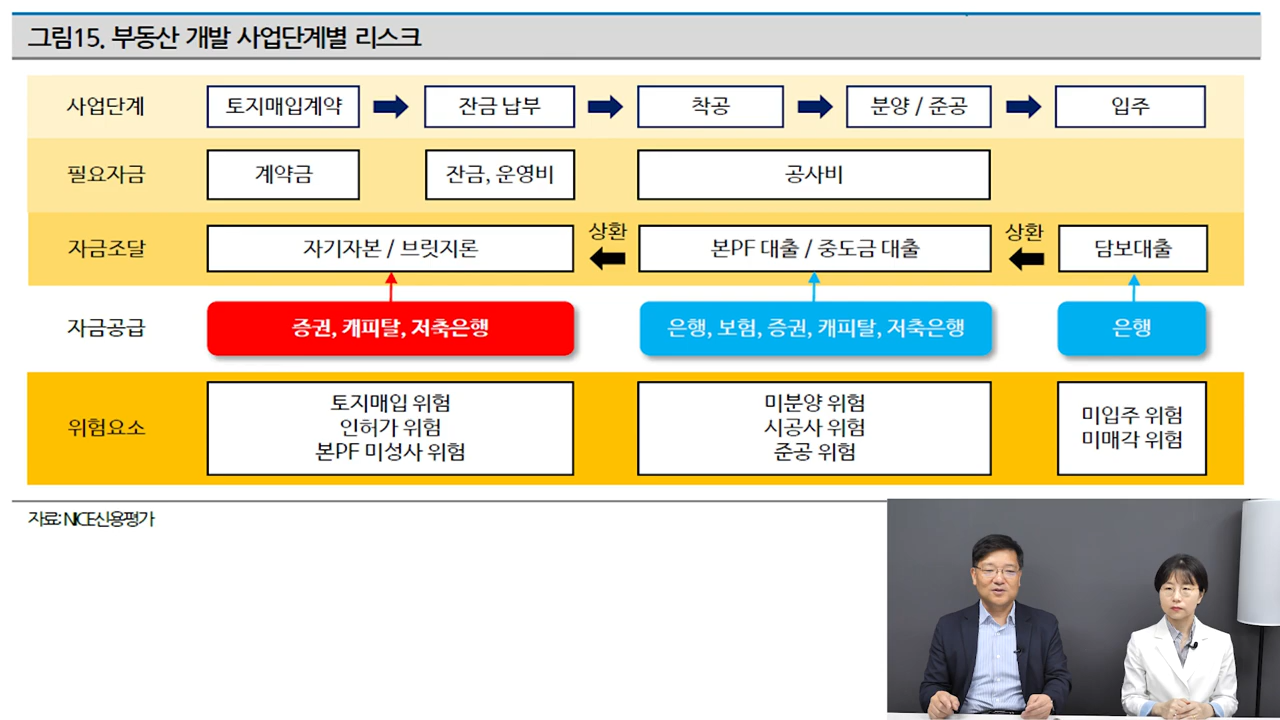 그림15. 부동산 개발 사업단계별 리스크
사업단계
토지매입계약
잔금 납부
착공
분양 / 준공
입주
필요자금
계약금
잔금, 운영비
공사비
자금조달
자기자본 / 브릿지론
상환
본PF 대출 / 중도금 대출
상환
담보대출
자금공급
증권, 캐피탈, 저축은행
은행, 보험, 증권, 캐피탈, 저축은행
은행
위험요소
토지매입 위험
인허가 위험
본PF 미성사 위험
미분양 위험
시공사 위험
준공 위험
미입주 위험
미매각 위험
자료: NICE신용평가